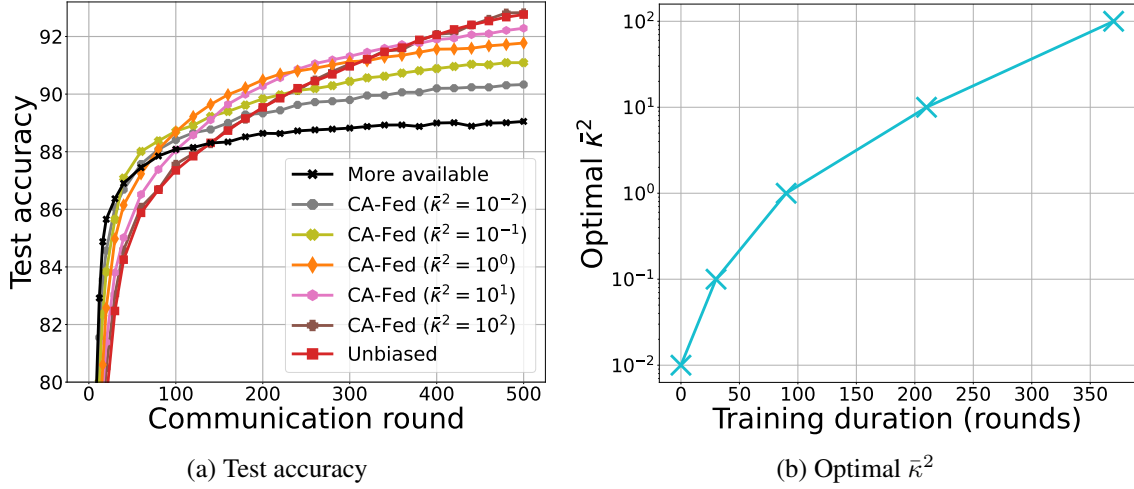 Test accuracy
92
90
88
86
84
82
80
0
100
200
300
400
500
Communication round
More available
CA-Fed (κ̄² = 10⁻²)
CA-Fed (κ̄² = 10⁻¹)
CA-Fed (κ̄² = 10⁰)
CA-Fed (κ̄² = 10¹)
CA-Fed (κ̄² = 10²)
Unbiased
(a) Test accuracy
Optimal κ̄²
10²
10¹
10⁰
10⁻¹
10⁻²
0
50
100
150
200
250
300
350
Training duration (rounds)
(b) Optimal κ̄²